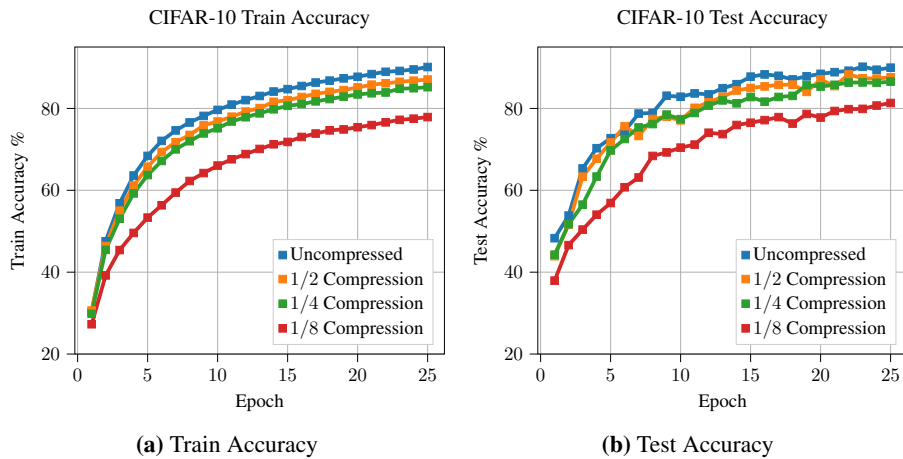 CIFAR-10 Train Accuracy
Train Accuracy %
80
60
40
20
0
5
10
15
20
25
Epoch
Uncompressed
1/2 Compression
1/4 Compression
1/8 Compression
(a) Train Accuracy
CIFAR-10 Test Accuracy
Test Accuracy %
80
60
40
20
0
5
10
15
20
25
Epoch
Uncompressed
1/2 Compression
1/4 Compression
1/8 Compression
(b) Test Accuracy